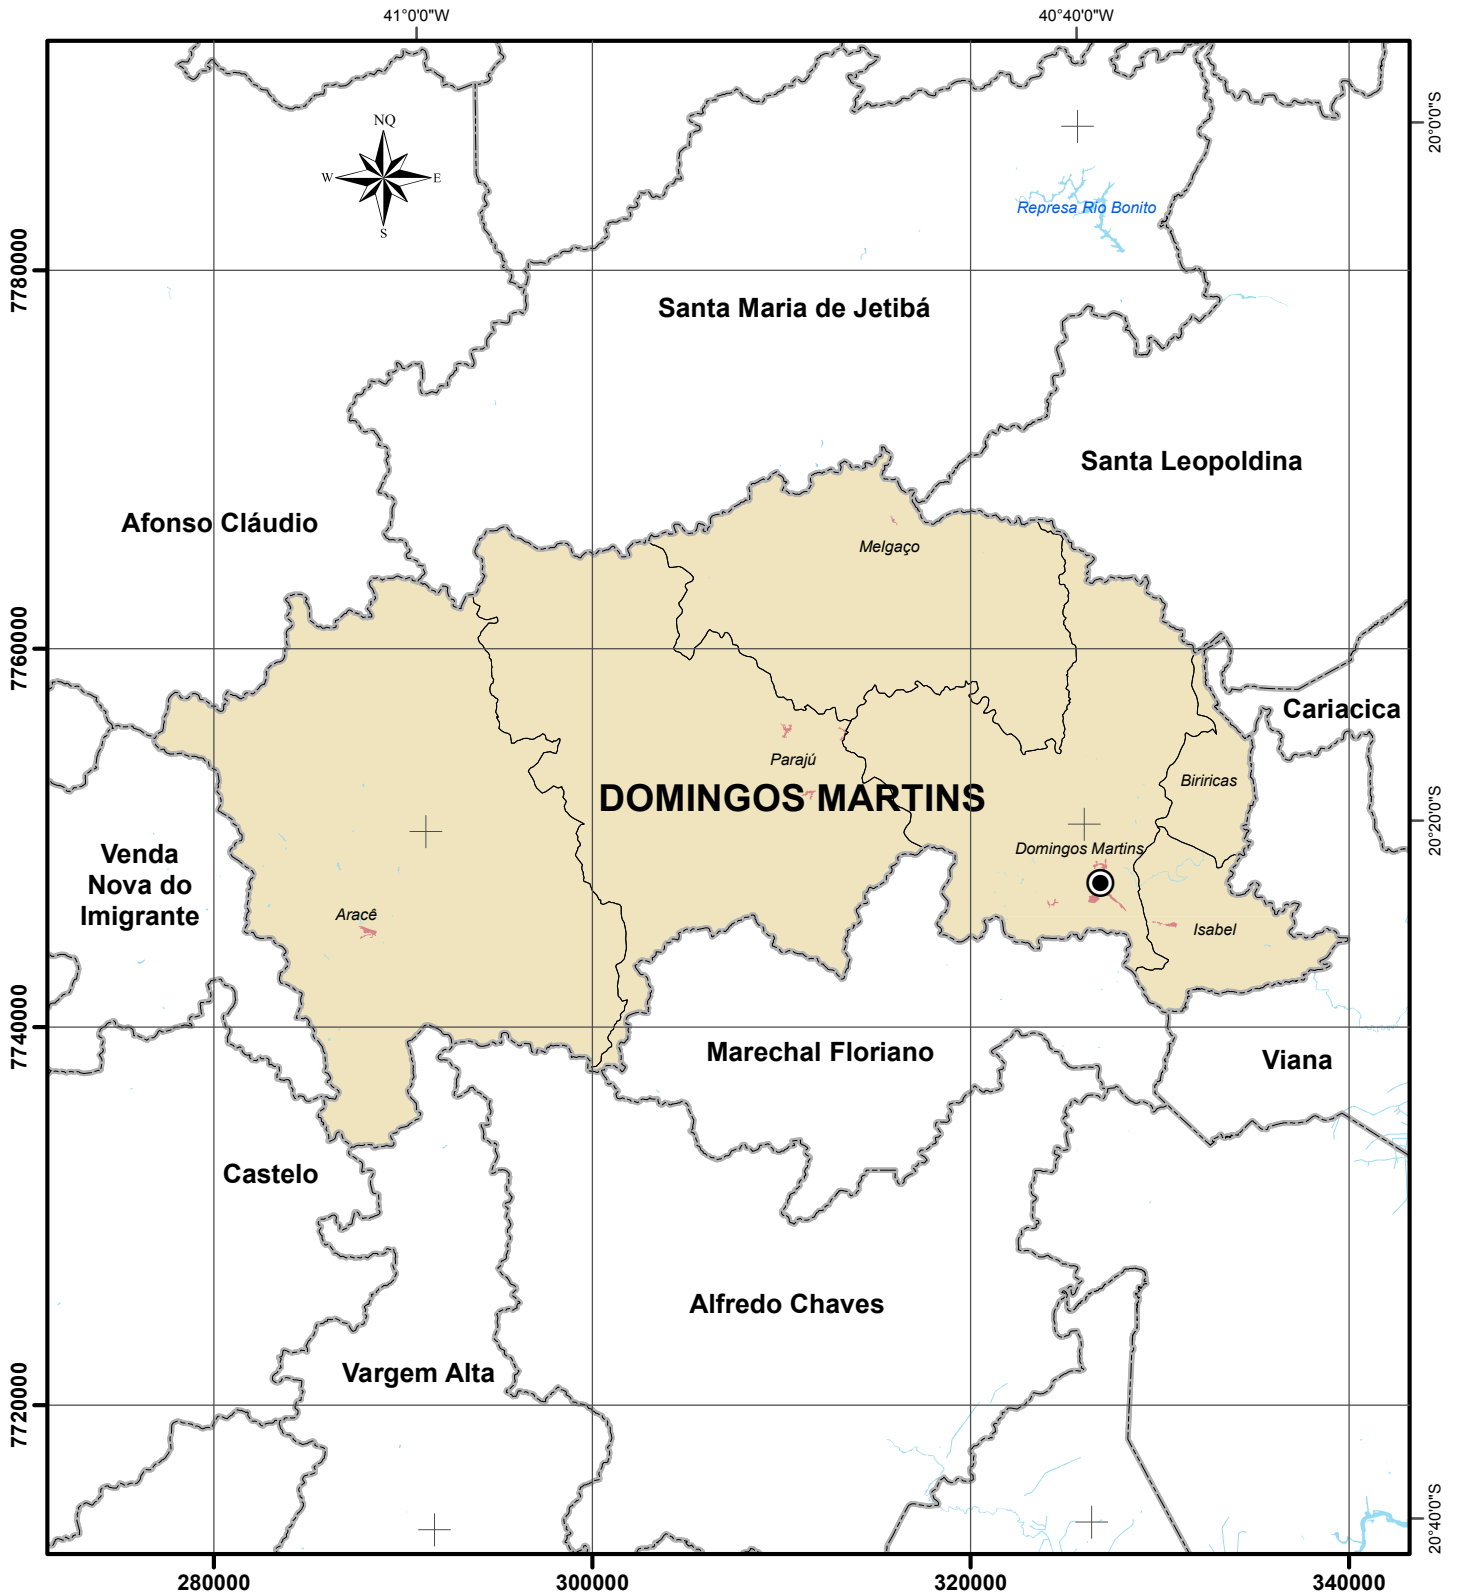 41°0'0"W
40°40'0"W
NQ
W
E
S
20°0'0"S
Represa Rio Bonito
7780000
Santa Maria de Jetibá
Santa Leopoldina
Afonso Cláudio
Melgaço
7760000
Cariacica
Parajú
Biriricas
DOMINGOS MARTINS
20°20'0"S
Domingos Martins
Venda
Nova do
Imigrante
Aracê
Isabel
7740000
Marechal Floriano
Viana
Castelo
Alfredo Chaves
Vargem Alta
7720000
20°40'0"S
280000
300000
320000
340000